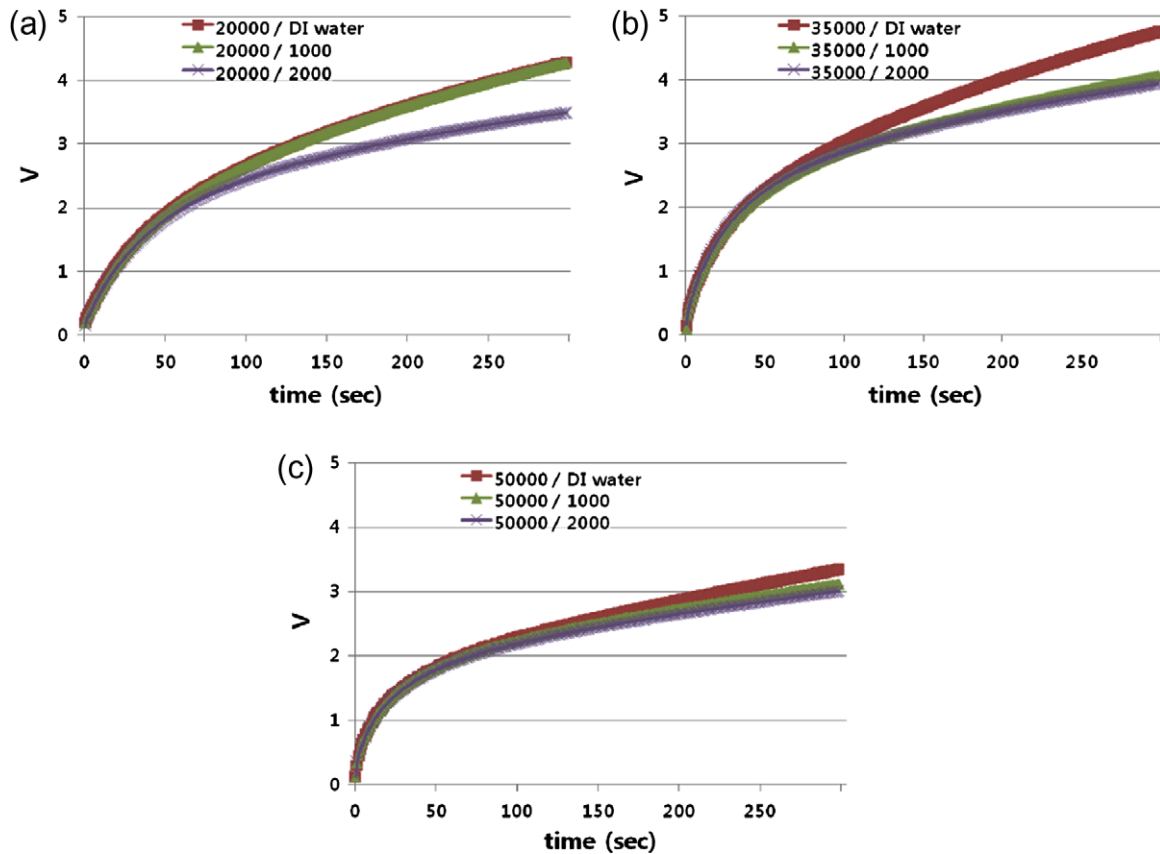 (a)
20000 / DI water
20000 / 1000
20000 / 2000
5
4
3
2
1
0
V
0 50 100 150 200 250
time (sec)
(b)
35000 / DI water
35000 / 1000
35000 / 2000
5
4
3
2
1
0
V
0 50 100 150 200 250
time (sec)
(c)
50000 / DI water
50000 / 1000
50000 / 2000
5
4
3
2
1
0
V
0 50 100 150 200 250
time (sec)